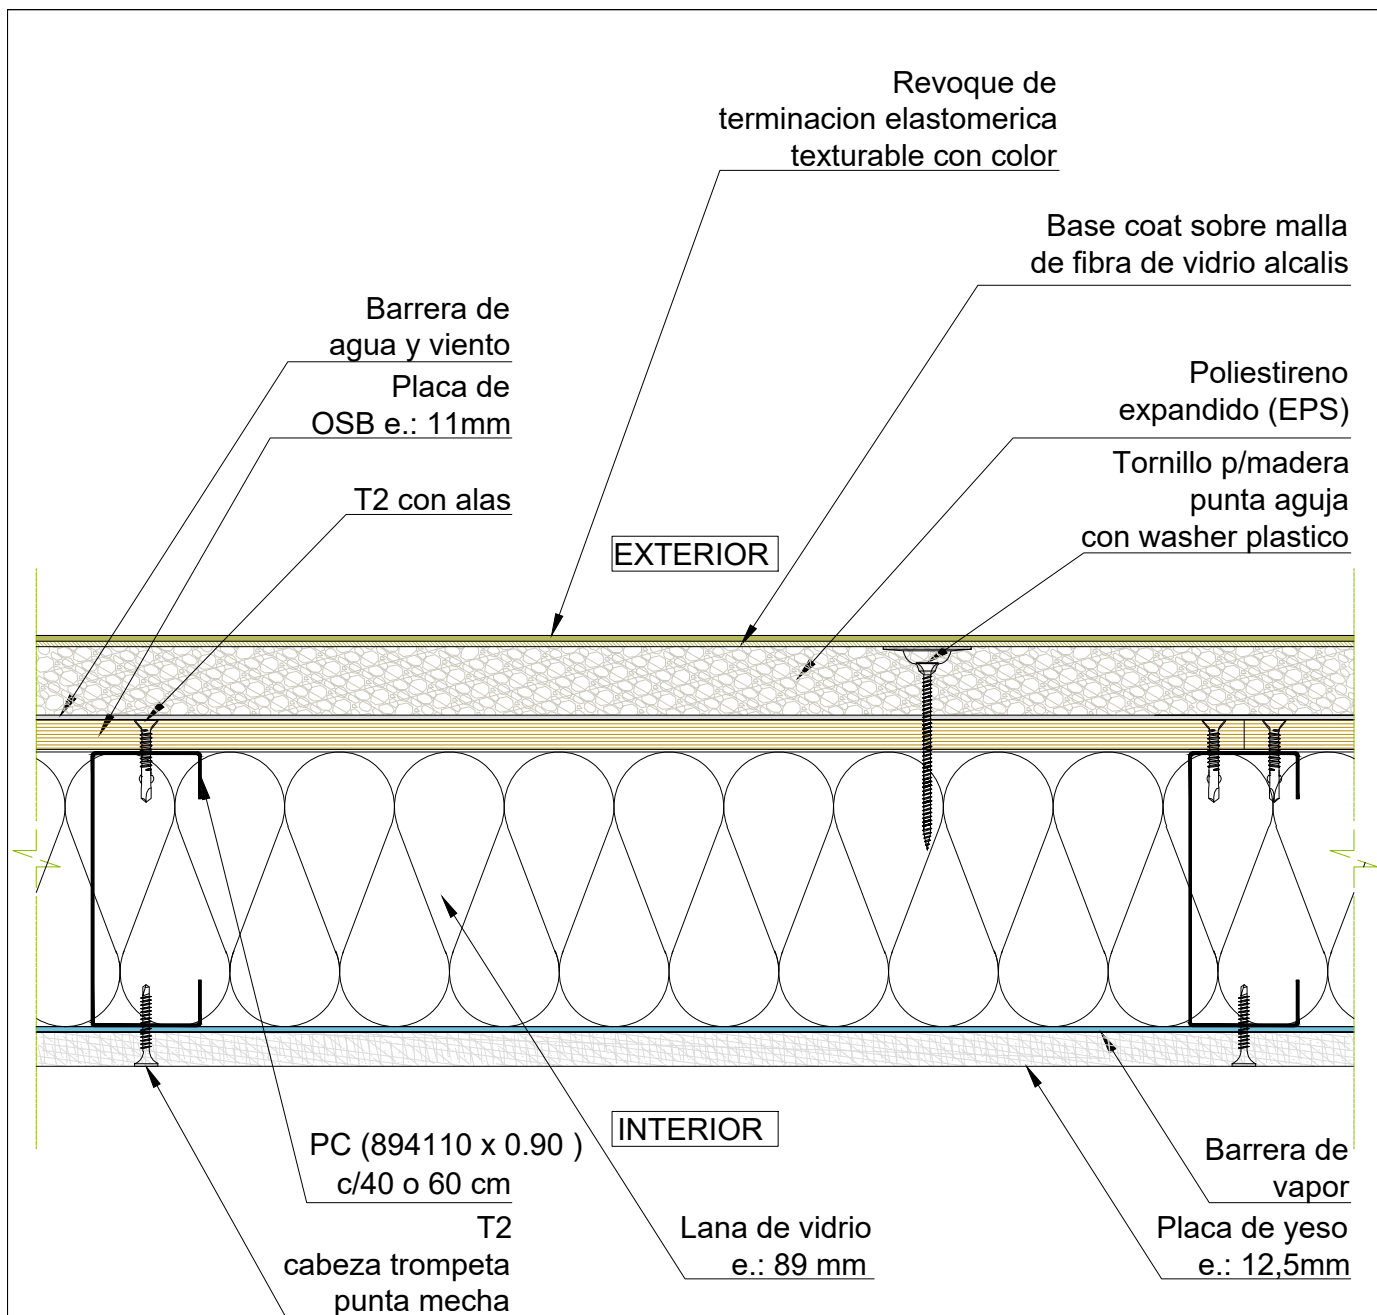 Revoque de
terminacion elastomerica
texturable con color
Base coat sobre malla
de fibra de vidrio alcalis
Barrera de
agua y viento
Placa de
OSB e.: 11mm
T2 con alas
Poliestireno
expandido (EPS)
Tornillo p/madera
punta aguja
con washer plastico
EXTERIOR
INTERIOR
PC (894110 x 0.90 )
c/40 o 60 cm
T2
cabeza trompeta
punta mecha
Lana de vidrio
e.: 89 mm
Barrera de
vapor
Placa de yeso
e.: 12,5mm